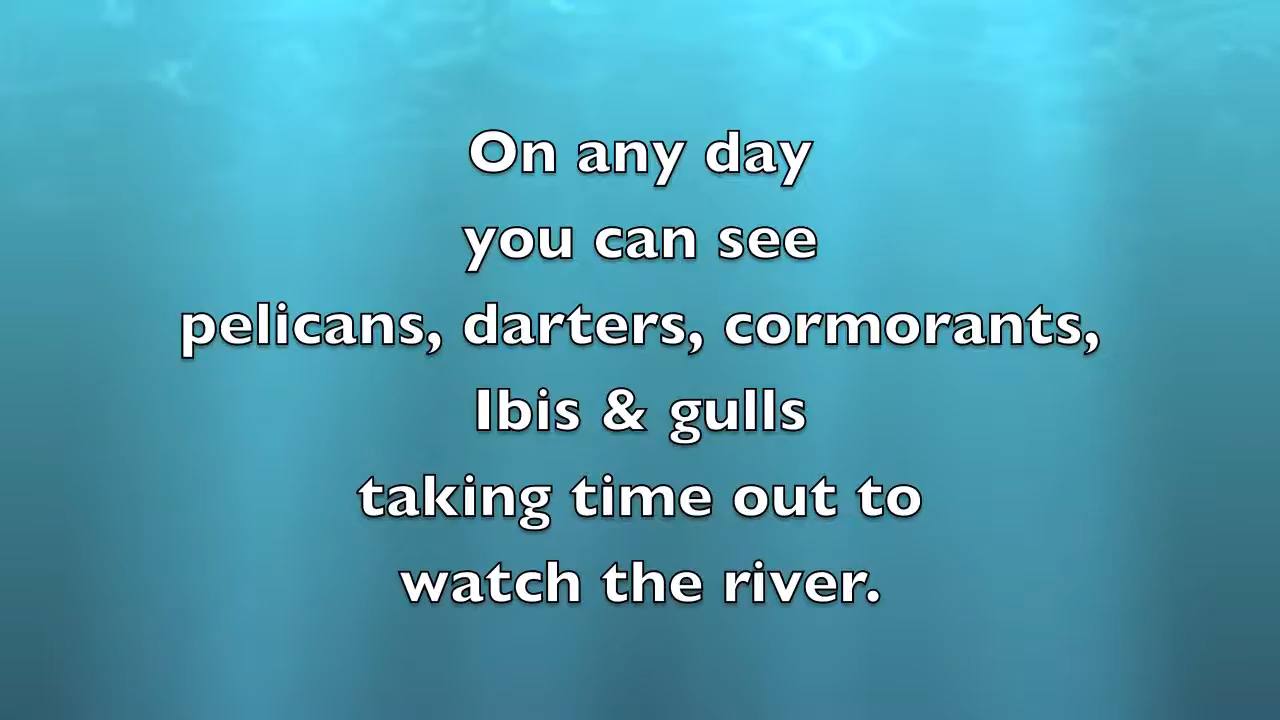 On any day
you can see
pelicans, darters, cormorants,
Ibis & gulls
taking time out to
watch the river.